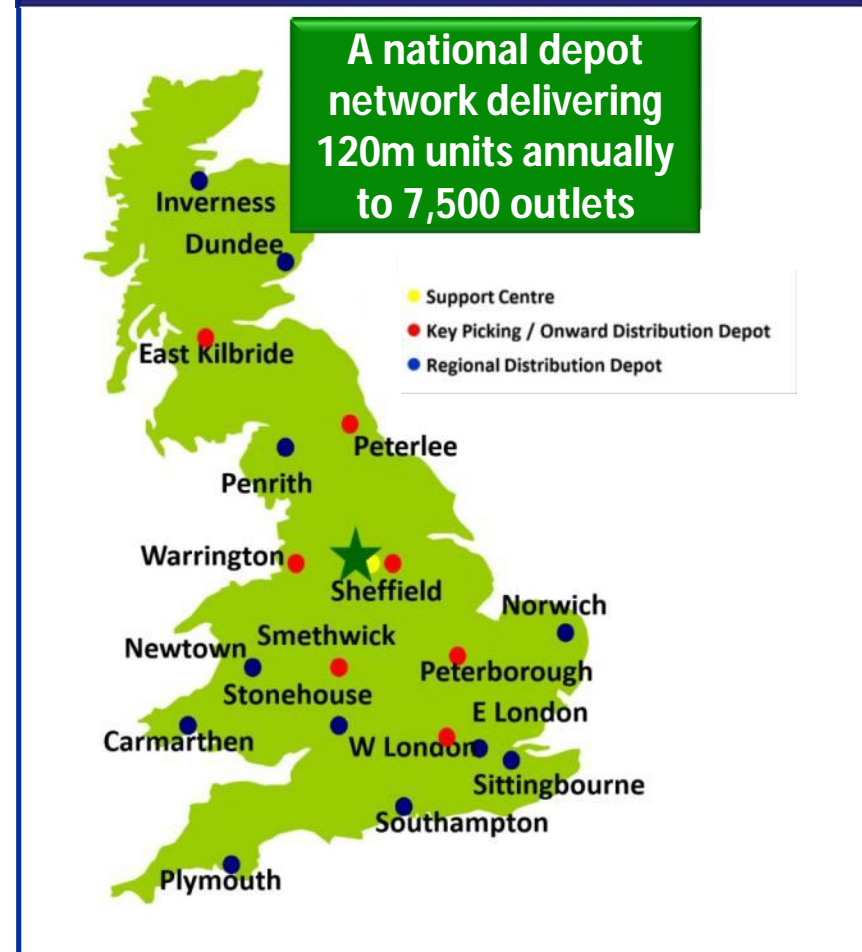 A national depot
network delivering
120m units annually
to 7,500 outlets
Inverness
Dundee
Support Centre
Key Picking / Onward Distribution Depot
Regional Distribution Depot
East Kilbride
Peterlee
Penrith
Warrington
Sheffield
Norwich
Smethwick
Newtown
Peterborough
Stonehouse
E London
Carmarthen
W London
Sittingbourne
Southampton
Plymouth